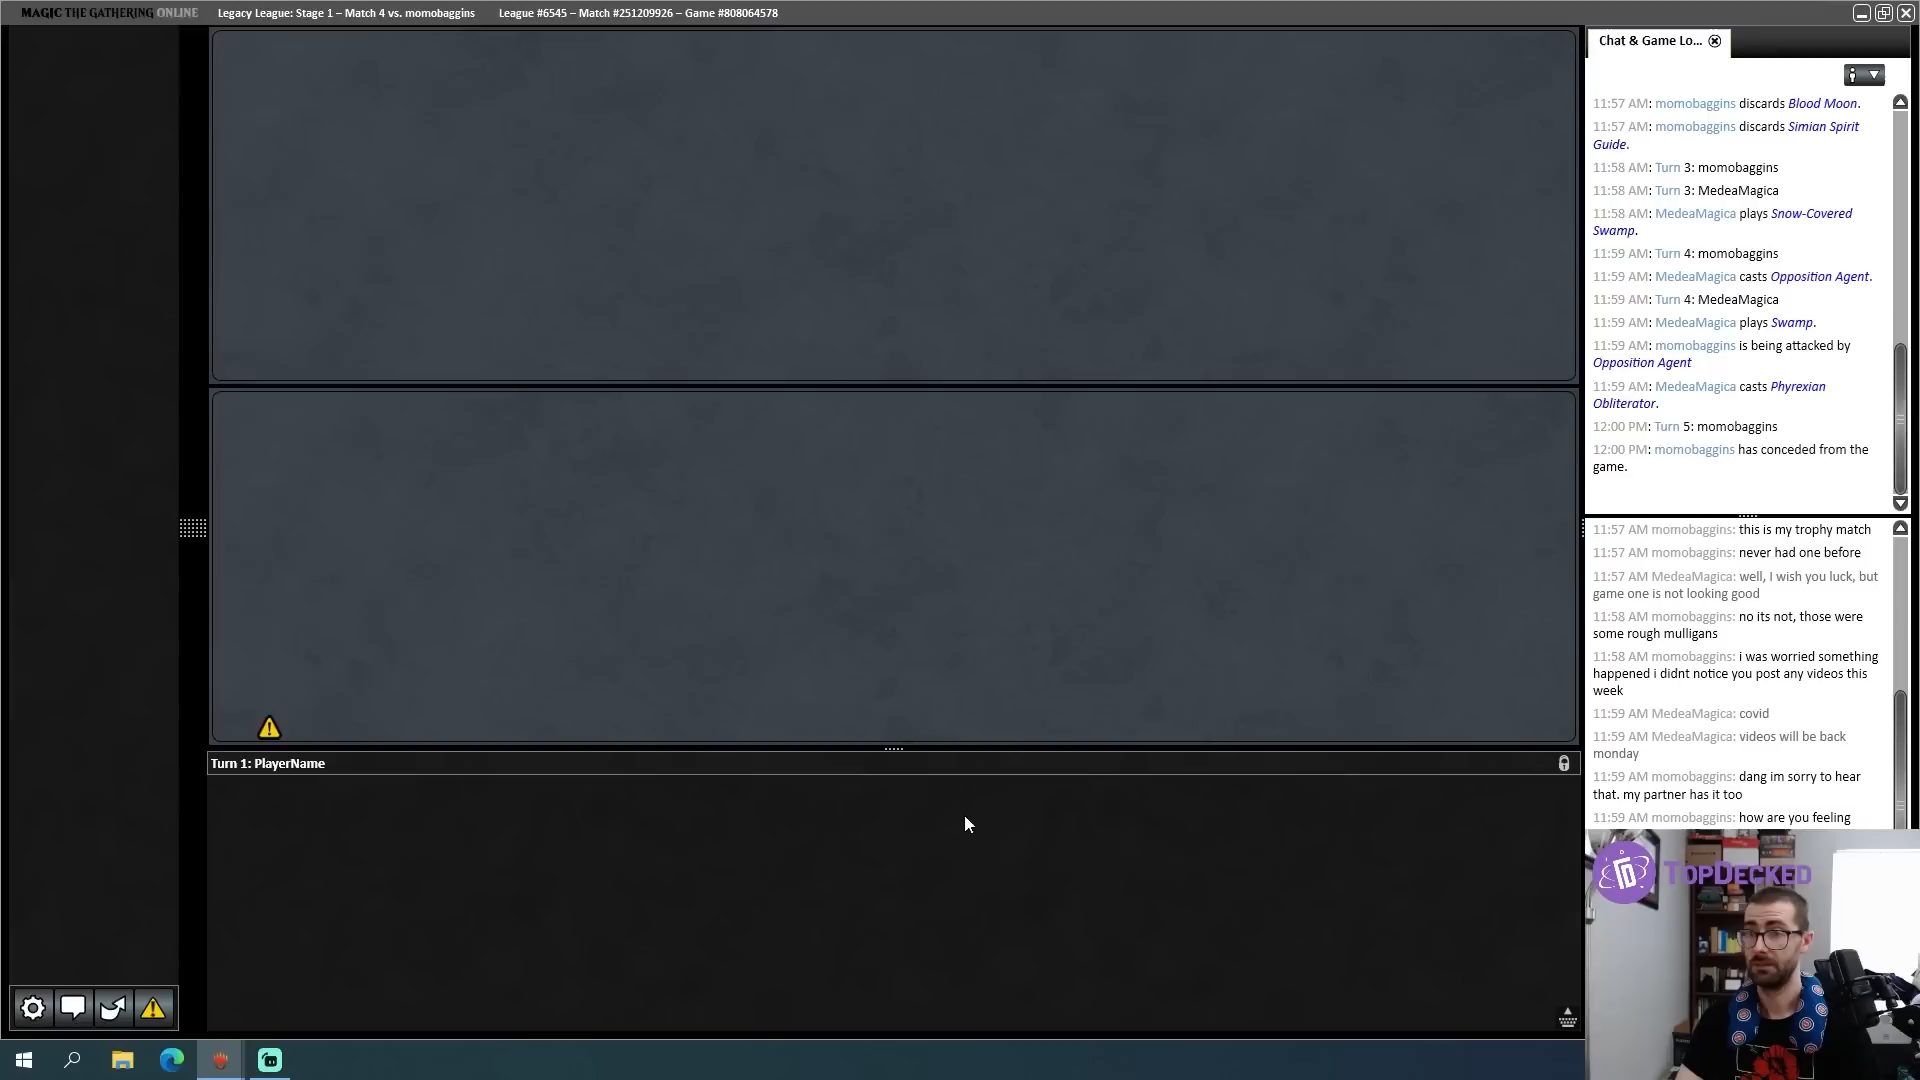 MAGIC THE GATHERING ONLINE
Legacy League: Stage 1 – Match 4 vs. momobaggins
League #6545 – Match #251209926 – Game #808064578
Chat & Game Lo...
11:57 AM: momobaggins discards Blood Moon.
11:57 AM: momobaggins discards Simian Spirit
Guide.
11:58 AM: Turn 3: momobaggins
11:58 AM: Turn 3: MedeaMagica
11:58 AM: MedeaMagica plays Snow-Covered
Swamp.
11:59 AM: Turn 4: momobaggins
11:59 AM: MedeaMagica casts Opposition Agent.
11:59 AM: Turn 4: MedeaMagica
11:59 AM: MedeaMagica plays Swamp.
11:59 AM: momobaggins is being attacked by
Opposition Agent
11:59 AM: MedeaMagica casts Phyrexian
Obliterator.
12:00 PM: Turn 5: momobaggins
12:00 PM: momobaggins has conceded from the
game.
11:57 AM momobaggins: this is my trophy match
11:57 AM momobaggins: never had one before
11:57 AM MedeaMagica: well, I wish you luck, but
game one is not looking good
11:58 AM momobaggins: no its not, those were
some rough mulligans
11:58 AM momobaggins: i was worried something
happened i didnt notice you post any videos this
week
11:59 AM MedeaMagica: covid
11:59 AM MedeaMagica: videos will be back
monday
11:59 AM momobaggins: dang im sorry to hear
that. my partner has it too
11:59 AM momobaggins: how are you feeling
Turn 1: PlayerName
TOPDECKED